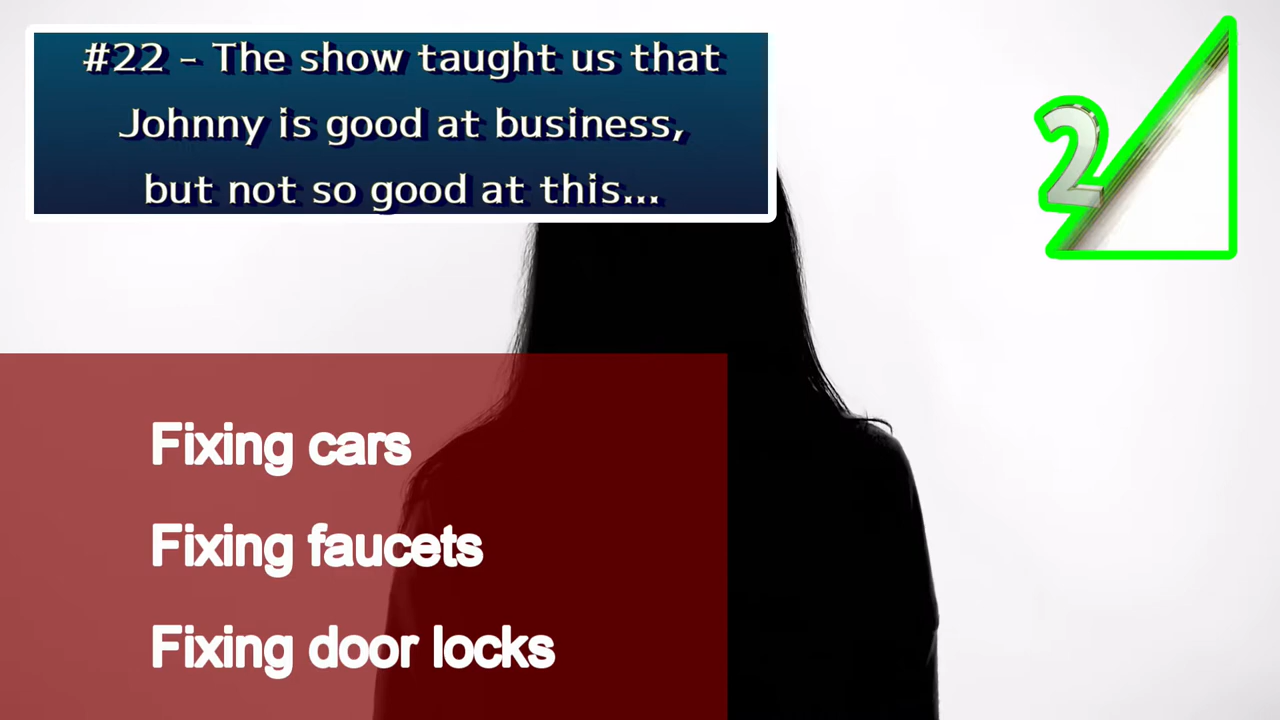 #22 - The show taught us that
Johnny is good at business,
but not so good at this...
2
Fixing cars
Fixing faucets
Fixing door locks